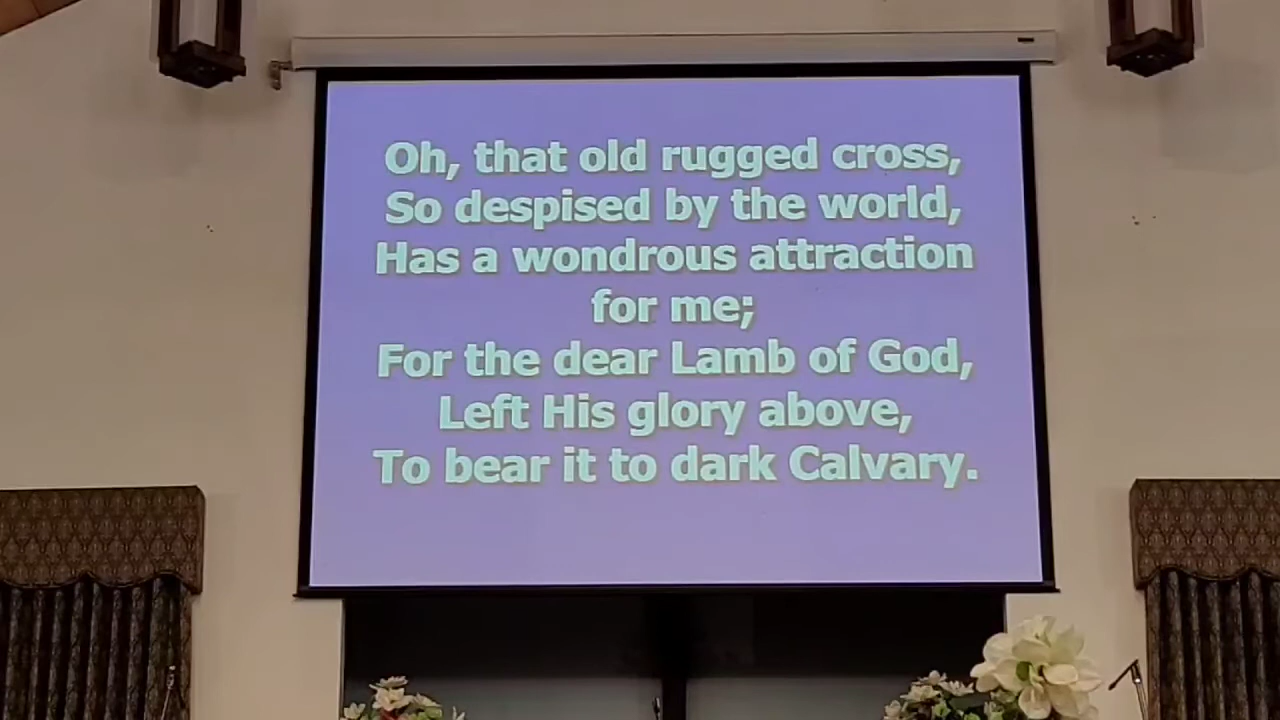 Oh, that old rugged cross,
So despised by the world,
Has a wondrous attraction
for me;
For the dear Lamb of God,
Left His glory above,
To bear it to dark Calvary.